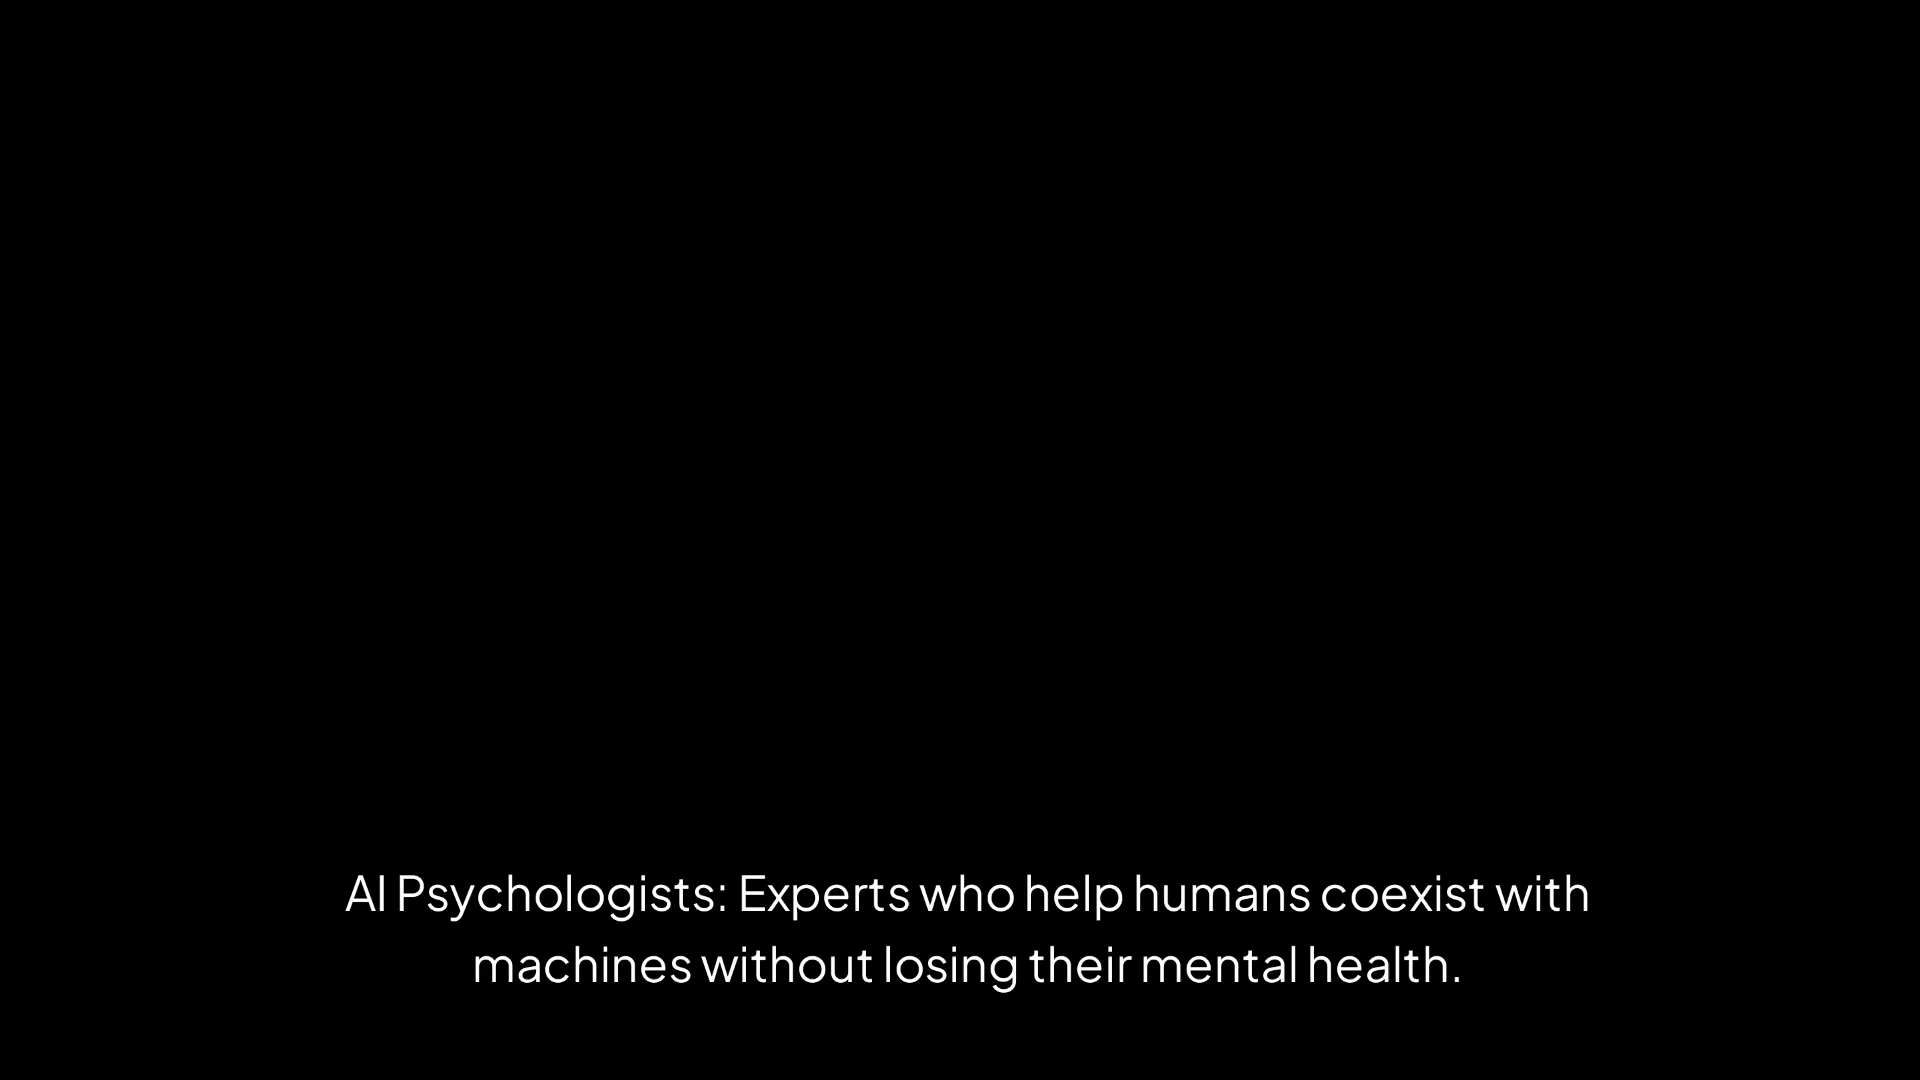 AI Psychologists: Experts who help humans coexist with
machines without losing their mental health.